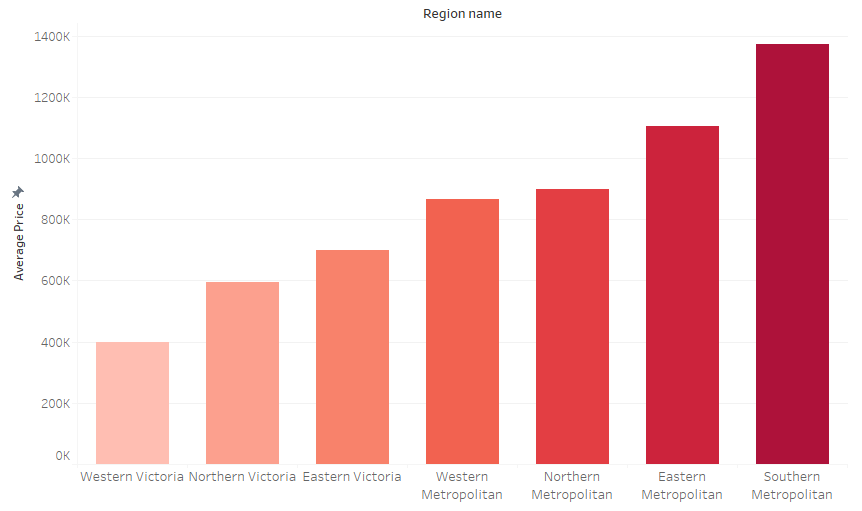 Region name
1400K
1200K
1000K
800K
600K
400K
200K
0K
Average Price
Western Victoria
Northern Victoria
Eastern Victoria
Western
Metropolitan
Northern
Metropolitan
Eastern
Metropolitan
Southern
Metropolitan